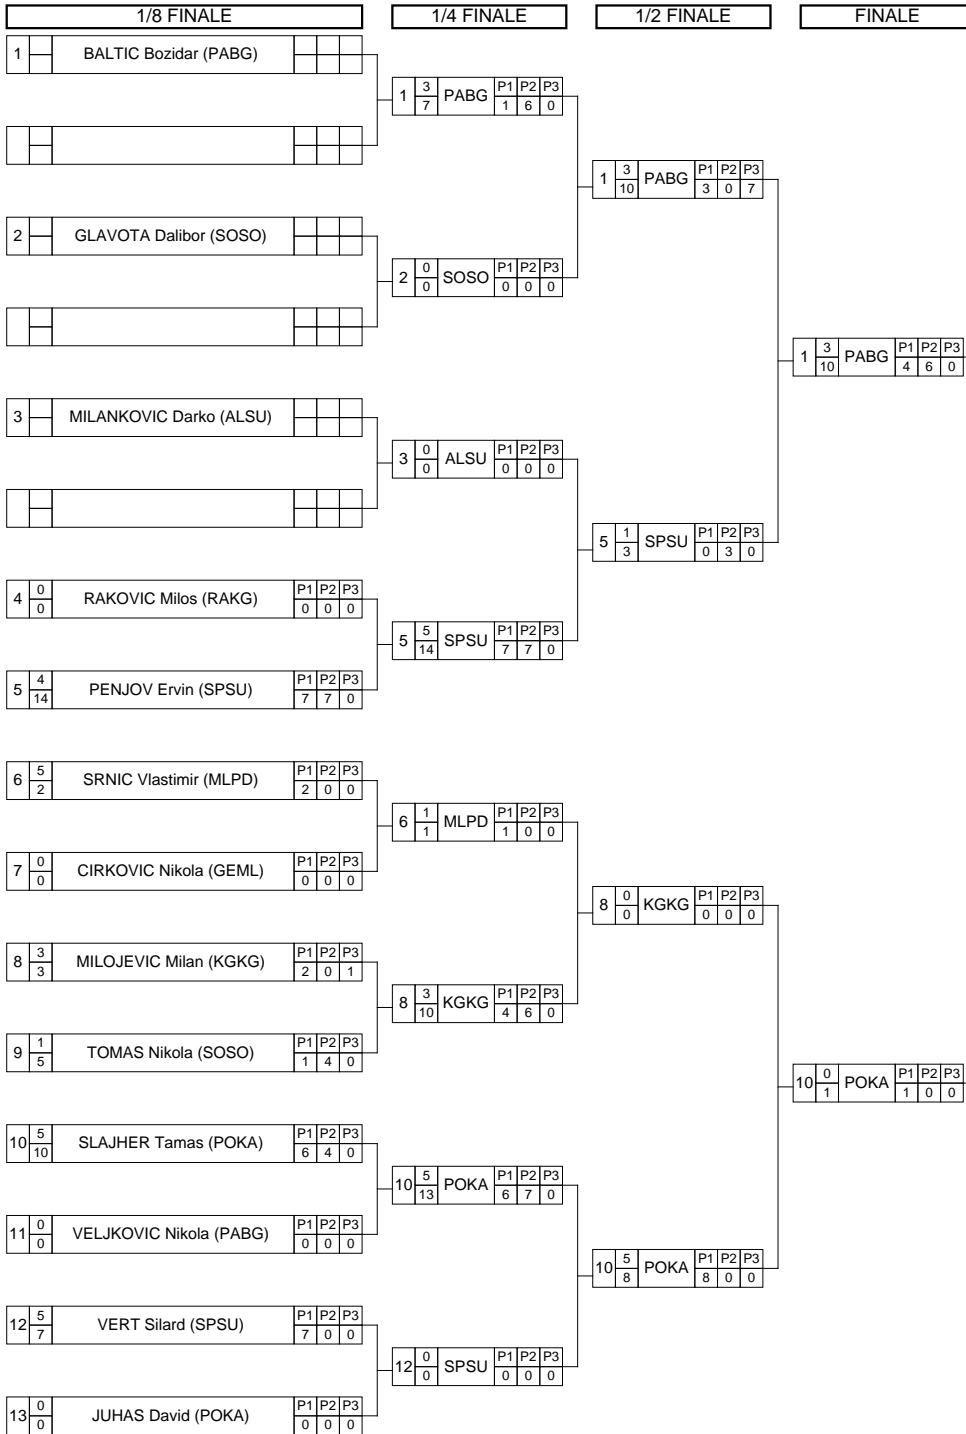 1/8 FINALE 1/4 FINALE 1/2 FINALE FINALE
1 BALTIC Bozidar (PABG)
1 3 PABG P1 P2 P3
7 1 6 0
1 3 PABG P1 P2 P3
10 3 0 7
2 GLAVOTA Dalibor (SOSO)
2 0 SOSO P1 P2 P3
0 0 0 0
1 3 PABG P1 P2 P3
10 4 6 0
3 MILANKOVIC Darko (ALSU)
3 0 ALSU P1 P2 P3
0 0 0 0
5 1 SPSU P1 P2 P3
3 0 3 0
4 0 RAKOVIC Milos (RAKG) P1 P2 P3
0 0 0 0
5 5 SPSU P1 P2 P3
14 7 7 0
5 4 PENJOV Ervin (SPSU) P1 P2 P3
14 7 7 0
6 5 SRNIC Vlastimir (MLPD) P1 P2 P3
2 2 0 0
6 1 MLPD P1 P2 P3
1 1 0 0
7 0 CIRKOVIC Nikola (GEML) P1 P2 P3
0 0 0 0
8 0 KGKG P1 P2 P3
0 0 0 0
8 3 MILOJEVIC Milan (KGKG) P1 P2 P3
3 2 0 1
8 3 KGKG P1 P2 P3
10 4 6 0
9 1 TOMAS Nikola (SOSO) P1 P2 P3
5 1 4 0
10 0 POKA P1 P2 P3
1 1 0 0
10 5 SLAJHER Tamas (POKA) P1 P2 P3
10 6 4 0
10 5 POKA P1 P2 P3
13 6 7 0
11 0 VELJKOVIC Nikola (PABG) P1 P2 P3
0 0 0 0
10 5 POKA P1 P2 P3
8 8 0 0
12 5 VERT Silard (SPSU) P1 P2 P3
7 7 0 0
12 0 SPSU P1 P2 P3
0 0 0 0
13 0 JUHAS David (POKA) P1 P2 P3
0 0 0 0